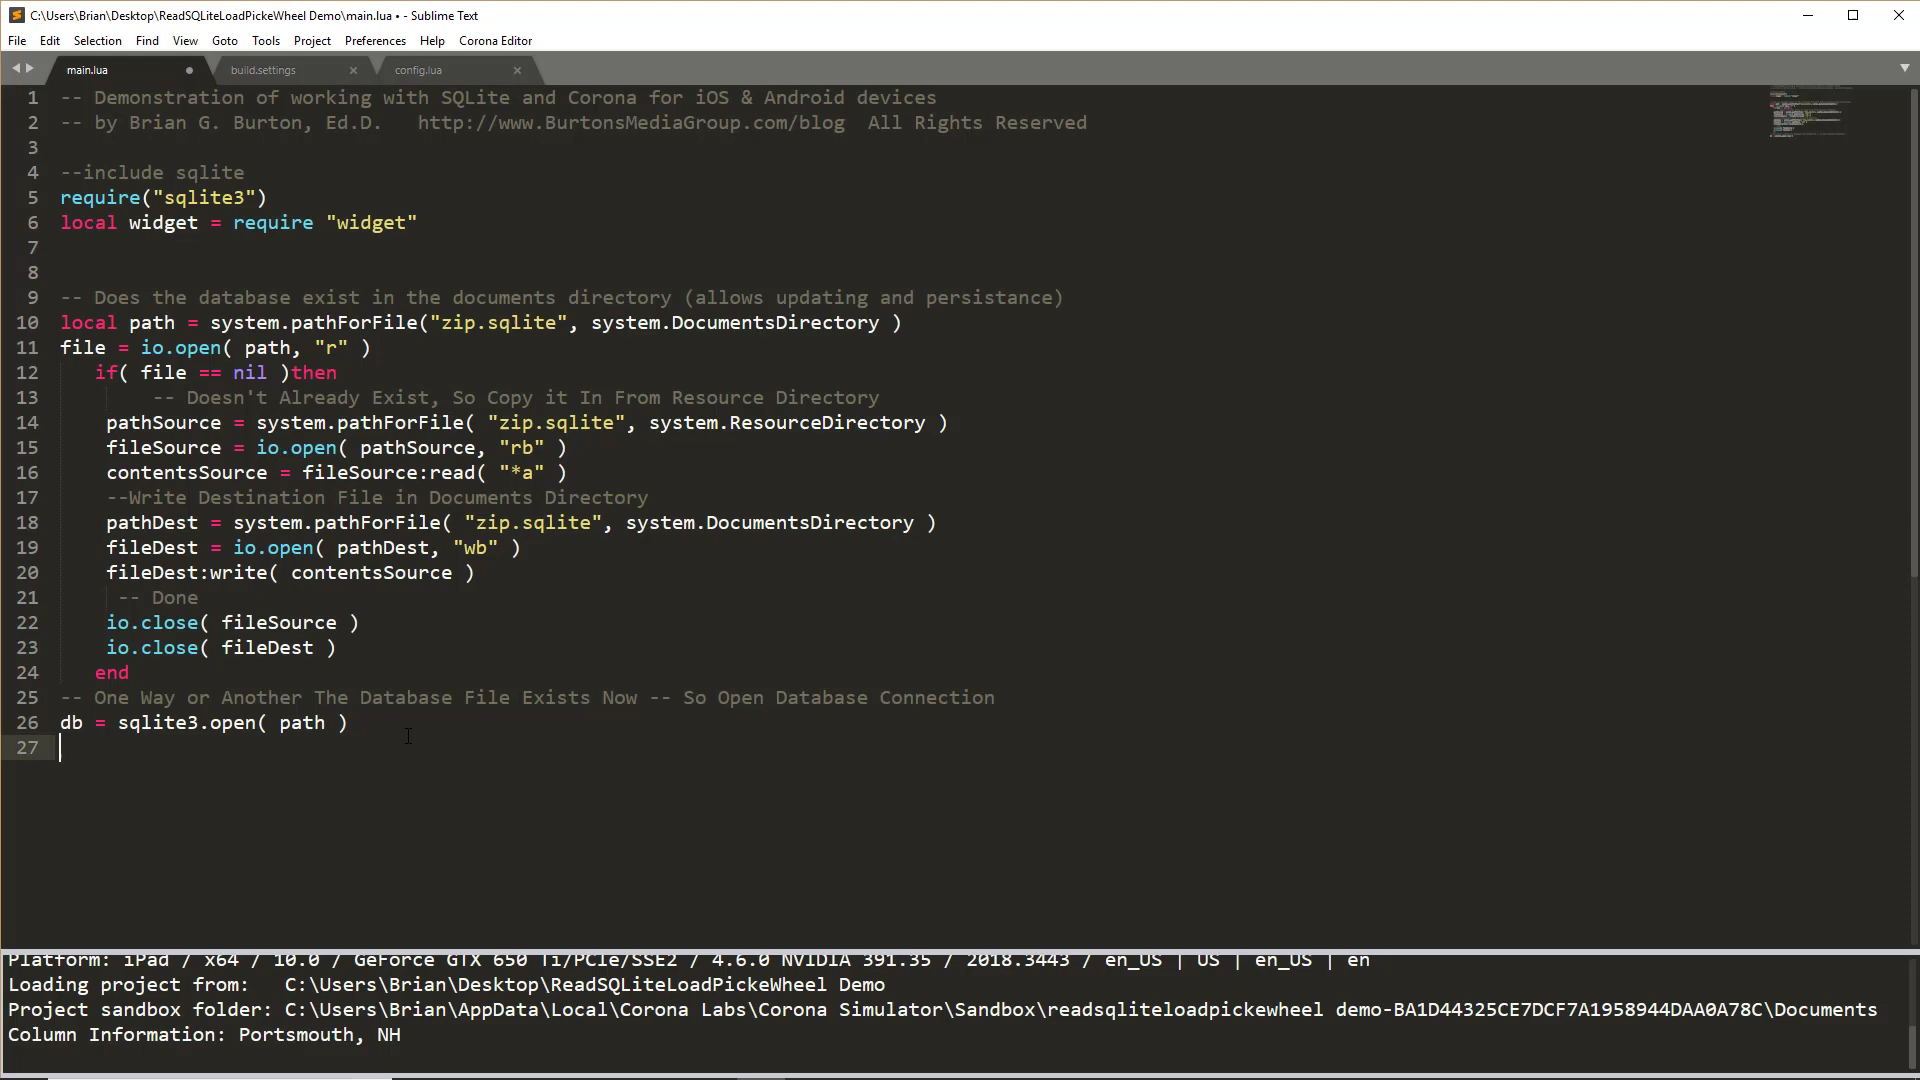 C:\Users\Brian\Desktop\ReadSQLiteLoadPickeWheel Demo\main.lua • - Sublime Text
File Edit Selection Find View Goto Tools Project Preferences Help Corona Editor
main.lua build.settings config.lua
1 -- Demonstration of working with SQLite and Corona for iOS & Android devices
2 -- by Brian G. Burton, Ed.D.   http://www.BurtonsMediaGroup.com/blog  All Rights Reserved
3
4 --include sqlite
5 require("sqlite3")
6 local widget = require "widget"
7
8
9 -- Does the database exist in the documents directory (allows updating and persistance)
10 local path = system.pathForFile("zip.sqlite", system.DocumentsDirectory )
11 file = io.open( path, "r" )
12 if( file == nil )then
13 -- Doesn't Already Exist, So Copy it In From Resource Directory
14 pathSource = system.pathForFile( "zip.sqlite", system.ResourceDirectory )
15 fileSource = io.open( pathSource, "rb" )
16 contentsSource = fileSource:read( "*a" )
17 --Write Destination File in Documents Directory
18 pathDest = system.pathForFile( "zip.sqlite", system.DocumentsDirectory )
19 fileDest = io.open( pathDest, "wb" )
20 fileDest:write( contentsSource )
21 -- Done
22 io.close( fileSource )
23 io.close( fileDest )
24 end
25 -- One Way or Another The Database File Exists Now -- So Open Database Connection
26 db = sqlite3.open( path )
27
Platform: iPad / x64 / 10.0 / GeForce GTX 650 Ti/PCIe/SSE2 / 4.6.0 NVIDIA 391.35 / 2018.3443 / en_US | US | en_US | en
Loading project from:   C:\Users\Brian\Desktop\ReadSQLiteLoadPickeWheel Demo
Project sandbox folder: C:\Users\Brian\AppData\Local\Corona Labs\Corona Simulator\Sandbox\readsqliteloadpickewheel demo-BA1D44325CE7DCF7A1958944DAA0A78C\Documents
Column Information: Portsmouth, NH